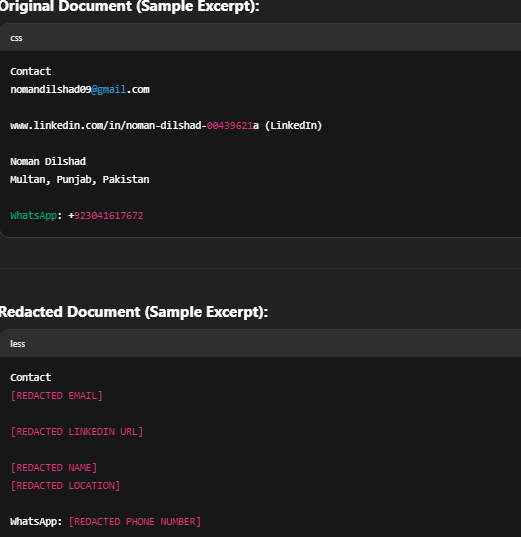 Original Document (Sample Excerpt):
css
Contact
nomandilshad09@gmail.com
www.linkedin.com/in/noman-dilshad-00439621a (LinkedIn)
Noman Dilshad
Multan, Punjab, Pakistan
WhatsApp: +923041617672
Redacted Document (Sample Excerpt):
less
Contact
[REDACTED EMAIL]
[REDACTED LINKEDIN URL]
[REDACTED NAME]
[REDACTED LOCATION]
WhatsApp: [REDACTED PHONE NUMBER]